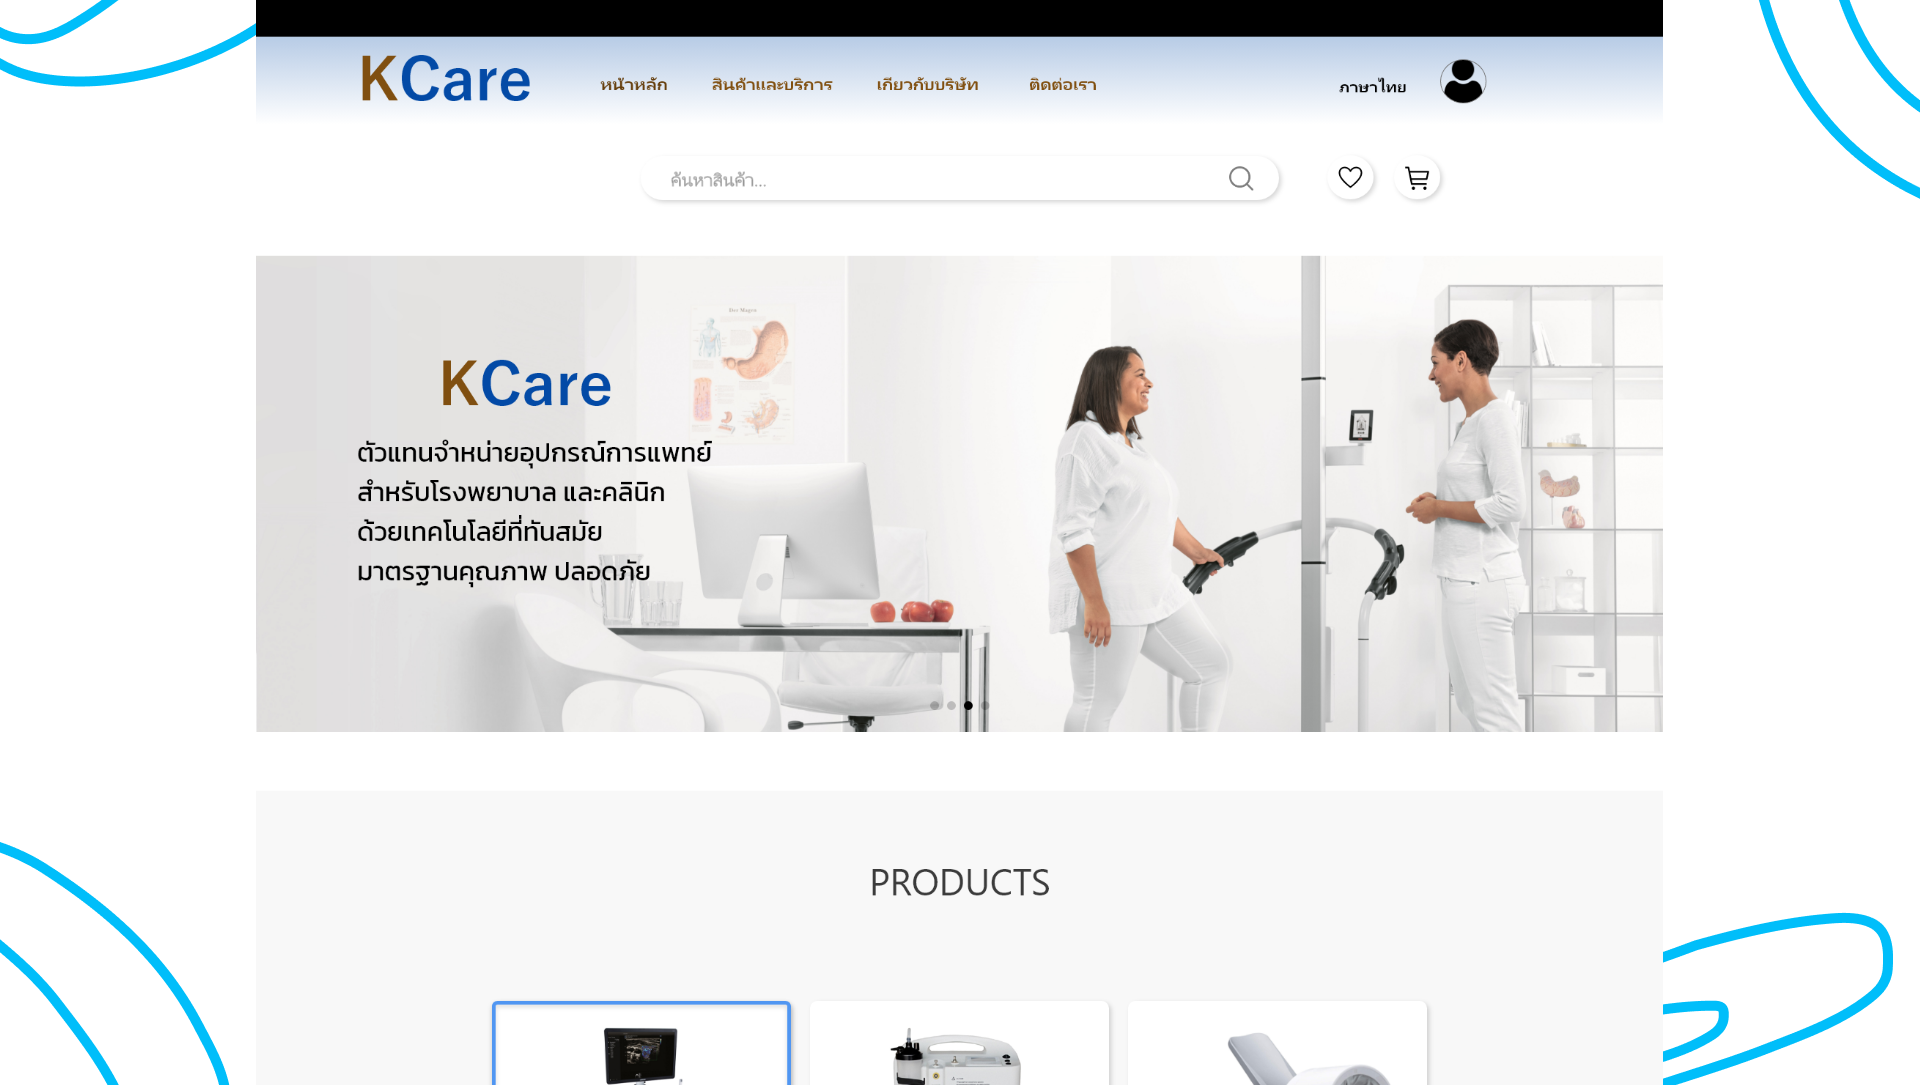 KCare
หน้าหลัก
สินค้าและบริการ
เกี่ยวกับบริษัท
ติดต่อเรา
ภาษาไทย
ค้นหาสินค้า...
KCare
ตัวแทนจำหน่ายอุปกรณ์การแพทย์
สำหรับโรงพยาบาล และคลินิก
ด้วยเทคโนโลยีที่ทันสมัย
มาตรฐานคุณภาพ ปลอดภัย
Der Magen
PRODUCTS